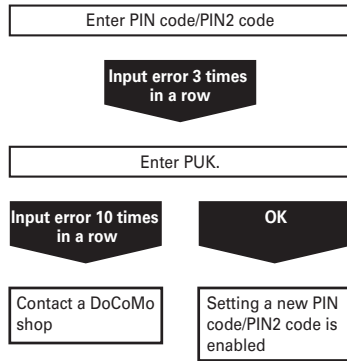 Enter PIN code/PIN2 code
Input error 3 times
in a row
Enter PUK.
Input error 10 times
in a row
OK
Contact a DoCoMo
shop
Setting a new PIN
code/PIN2 code is
enabled